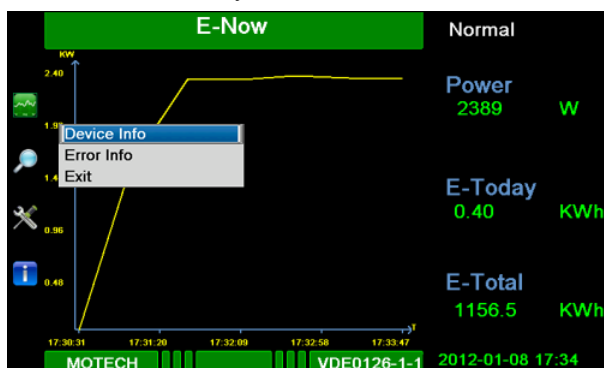 E-Now
Normal
KW
2.40
Power
2389 W
Device Info
Error Info
Exit
E-Today
0.40 KWh
0.96
0.48
E-Total
1156.5 KWh
T
17:30:31 17:31:20 17:32:09 17:32:58 17:33:47
MOTECH VDE0126-1-1 2012-01-08 17:34